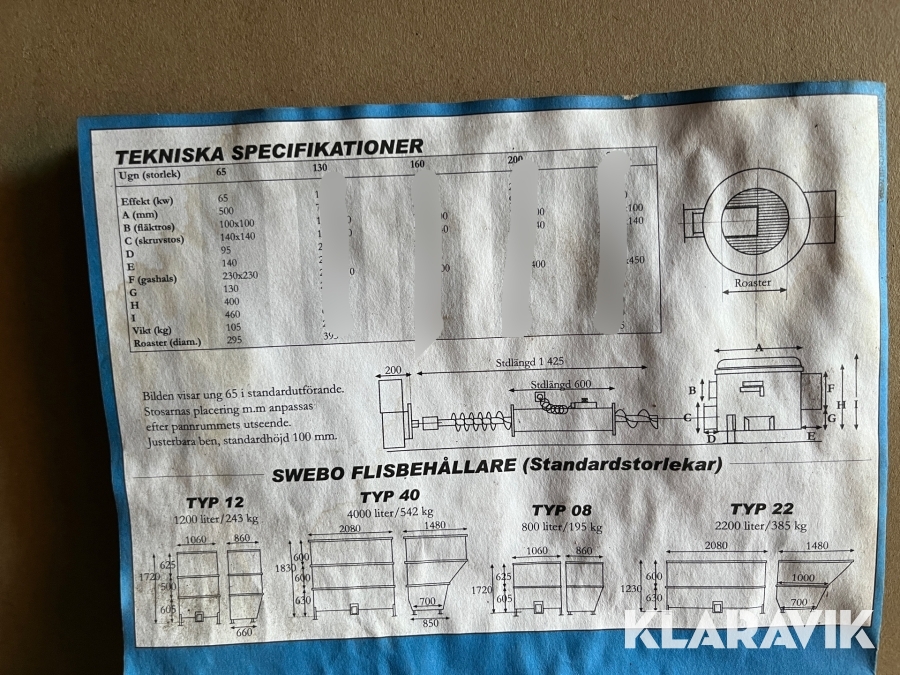 TEKNISKA SPECIFIKATIONER
Ugn (storlek) 65 130 160 200
Effekt (kw) 65
A (mm) 500
B (fläktros) 100x100
C (skruvstos) 140x140
D 95
E 140
F (gashals) 230x230
G 130
H 400
I 460
Vikt (kg) 105
Roaster (diam.) 295
Roaster
Bilden visar ung 65 i standardutförande.
Stosarnas placering m.m anpassas
efter pannrummets utseende.
Justerbara ben, standardhöjd 100 mm.
200
Stdlängd 1 425
Stdlängd 600
A
B
C
D
E
F
G
H
I
SWEBO FLISBEHÅLLARE (Standardstorlekar)
TYP 12
1200 liter/243 kg
1060 860
1720
625
500
605
660
TYP 40
4000 liter/542 kg
2080 1480
1830
600
600
630
700
850
TYP 08
800 liter/195 kg
1060 860
1720
625
605
TYP 22
2200 liter/385 kg
2080 1480
1230
600
630
1000
700
KLARAVIK